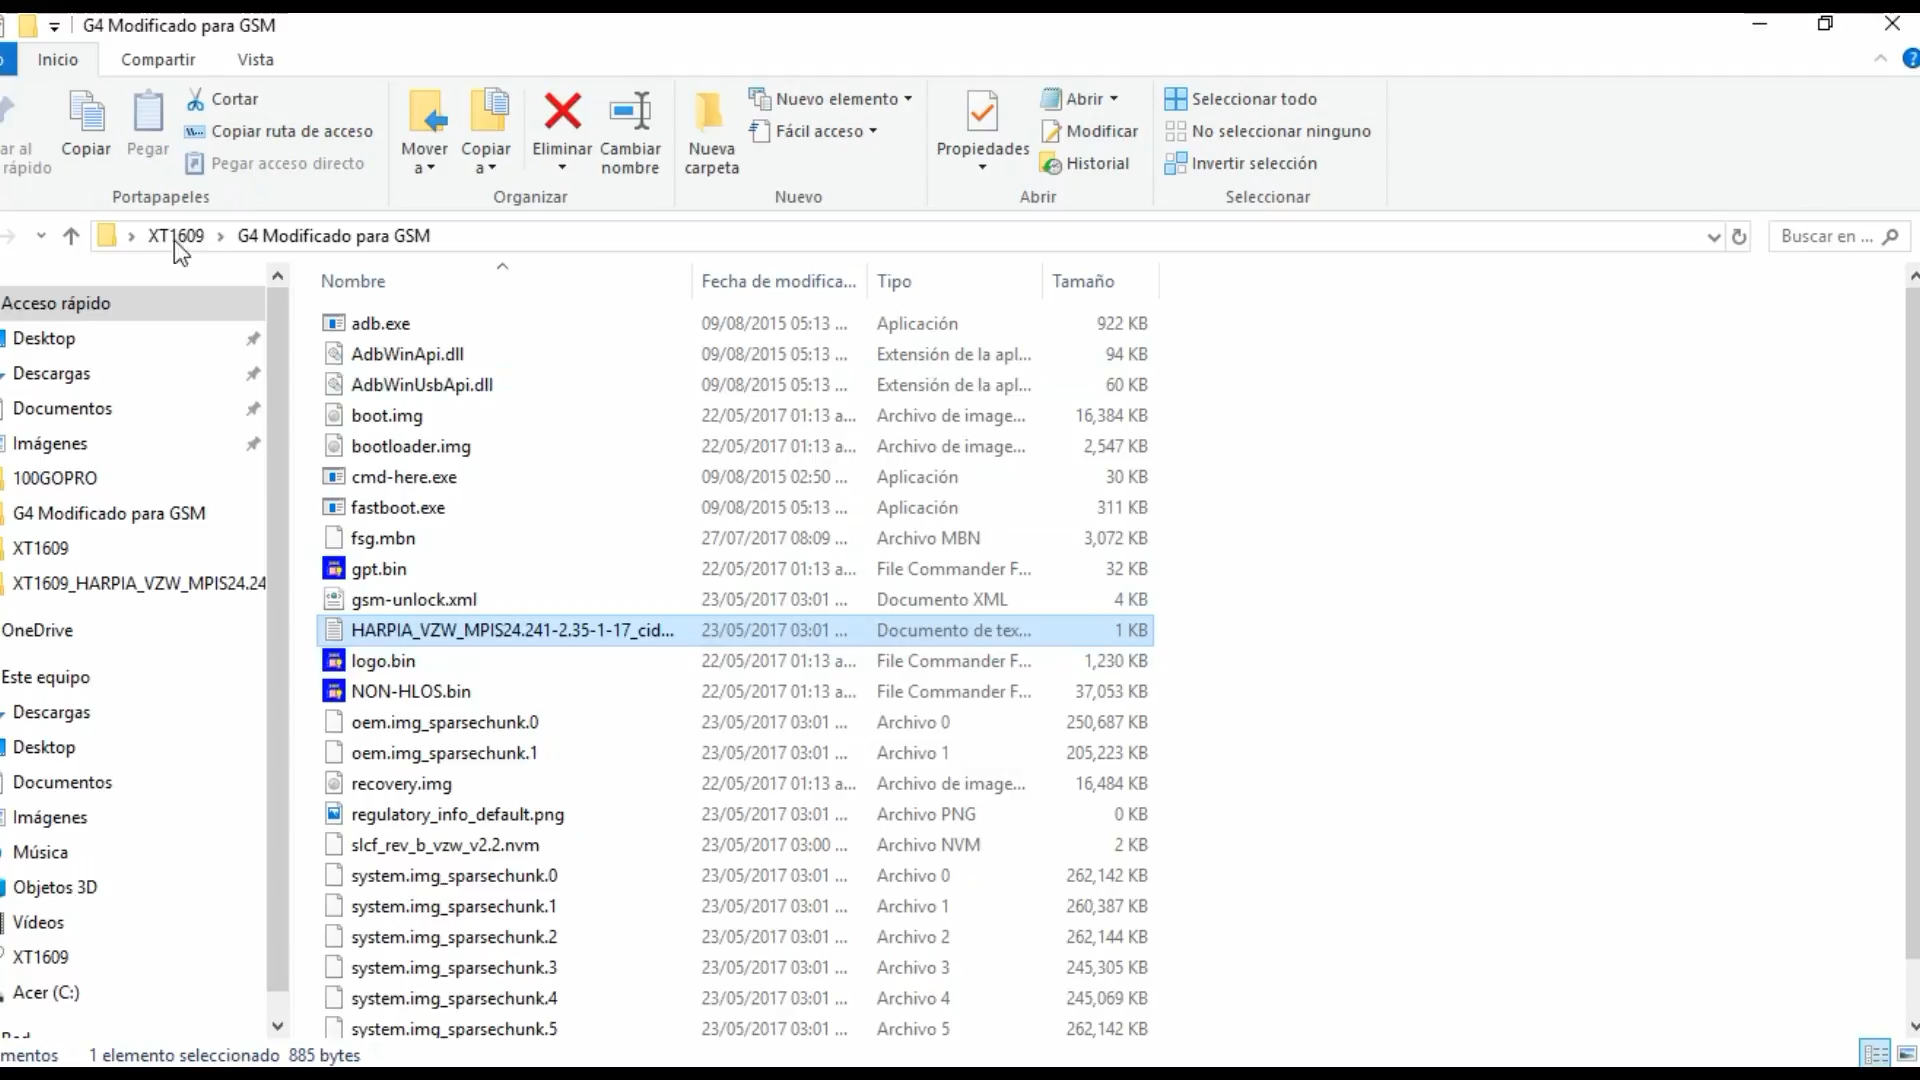 G4 Modificado para GSM
Inicio Compartir Vista
ar al rápido
Copiar
Pegar
Cortar
Copiar ruta de acceso
Pegar acceso directo
Portapapeles
Mover a
Copiar a
Eliminar
Cambiar nombre
Organizar
Nueva carpeta
Nuevo elemento
Fácil acceso
Nuevo
Propiedades
Abrir
Modificar
Historial
Abrir
Seleccionar todo
No seleccionar ninguno
Invertir selección
Seleccionar
XT1609 › G4 Modificado para GSM
Buscar en ...
Acceso rápido
Desktop
Descargas
Documentos
Imágenes
100GOPRO
G4 Modificado para GSM
XT1609
XT1609_HARPIA_VZW_MPIS24.24
OneDrive
Este equipo
Descargas
Desktop
Documentos
Imágenes
Música
Objetos 3D
Vídeos
XT1609
Acer (C:)
Nombre Fecha de modifica... Tipo Tamaño
adb.exe 09/08/2015 05:13 ... Aplicación 922 KB
AdbWinApi.dll 09/08/2015 05:13 ... Extensión de la apl... 94 KB
AdbWinUsbApi.dll 09/08/2015 05:13 ... Extensión de la apl... 60 KB
boot.img 22/05/2017 01:13 a... Archivo de image... 16,384 KB
bootloader.img 22/05/2017 01:13 a... Archivo de image... 2,547 KB
cmd-here.exe 09/08/2015 02:50 ... Aplicación 30 KB
fastboot.exe 09/08/2015 05:13 ... Aplicación 311 KB
fsg.mbn 27/07/2017 08:09 ... Archivo MBN 3,072 KB
gpt.bin 22/05/2017 01:13 a... File Commander F... 32 KB
gsm-unlock.xml 23/05/2017 03:01 ... Documento XML 4 KB
HARPIA_VZW_MPIS24.241-2.35-1-17_cid... 23/05/2017 03:01 ... Documento de tex... 1 KB
logo.bin 22/05/2017 01:13 a... File Commander F... 1,230 KB
NON-HLOS.bin 22/05/2017 01:13 a... File Commander F... 37,053 KB
oem.img_sparsechunk.0 23/05/2017 03:01 ... Archivo 0 250,687 KB
oem.img_sparsechunk.1 23/05/2017 03:01 ... Archivo 1 205,223 KB
recovery.img 22/05/2017 01:13 a... Archivo de image... 16,484 KB
regulatory_info_default.png 23/05/2017 03:01 ... Archivo PNG 0 KB
slcf_rev_b_vzw_v2.2.nvm 23/05/2017 03:00 ... Archivo NVM 2 KB
system.img_sparsechunk.0 23/05/2017 03:01 ... Archivo 0 262,142 KB
system.img_sparsechunk.1 23/05/2017 03:01 ... Archivo 1 260,387 KB
system.img_sparsechunk.2 23/05/2017 03:01 ... Archivo 2 262,144 KB
system.img_sparsechunk.3 23/05/2017 03:01 ... Archivo 3 245,305 KB
system.img_sparsechunk.4 23/05/2017 03:01 ... Archivo 4 245,069 KB
system.img_sparsechunk.5 23/05/2017 03:01 ... Archivo 5 262,142 KB
mentos 1 elemento seleccionado 885 bytes